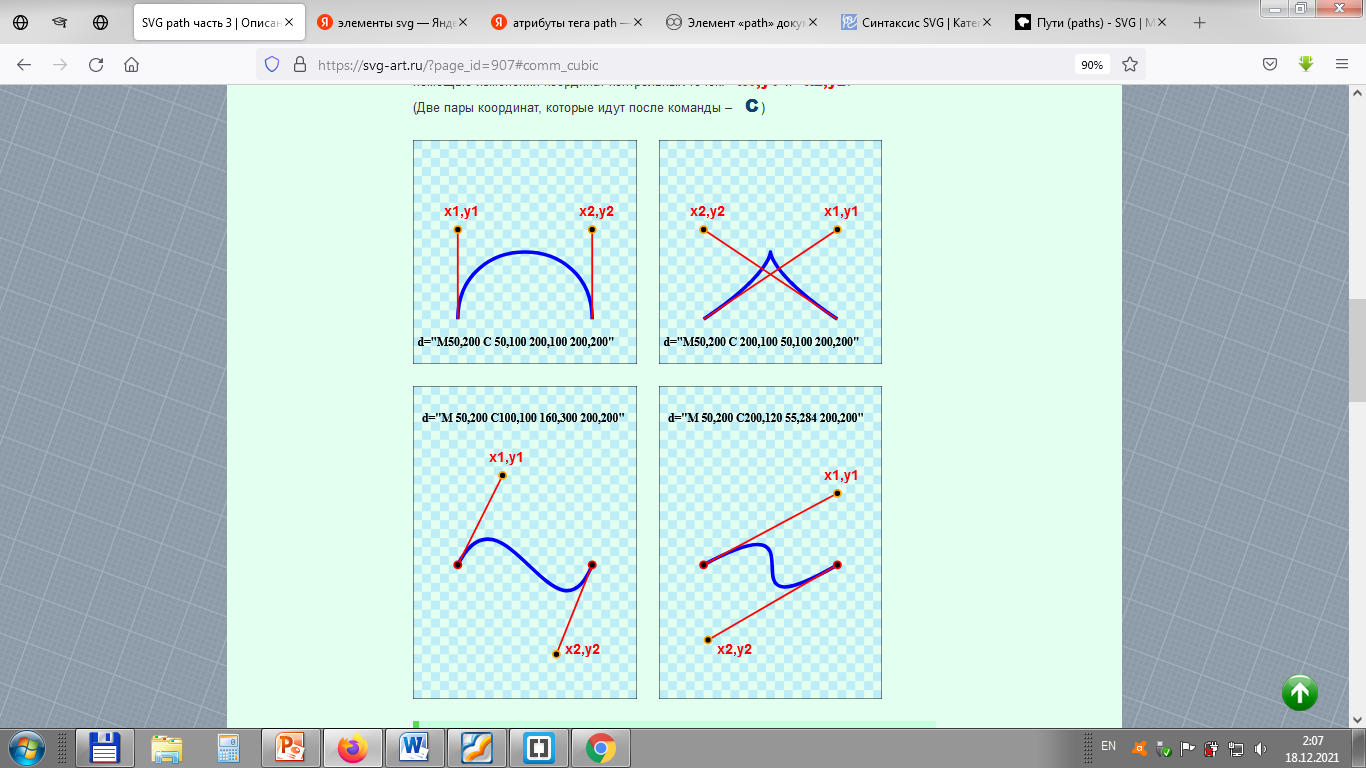 SVG path часть 3 | Описан
элементы svg — Янде
атрибуты тега path —
Элемент «path» докум
Синтаксис SVG | Кате
Пути (paths) - SVG | M
https://svg-art.ru/?page_id=907#comm_cubic
90%
(Две пары координат, которые идут после команды – C)
x1,y1
x2,y2
d="M50,200 C 50,100 200,100 200,200"
x2,y2
x1,y1
d="M50,200 C 200,100 50,100 200,200"
d="M 50,200 C100,100 160,300 200,200"
x1,y1
x2,y2
d="M 50,200 C200,120 55,284 200,200"
x1,y1
x2,y2
EN
2:07
18.12.2021